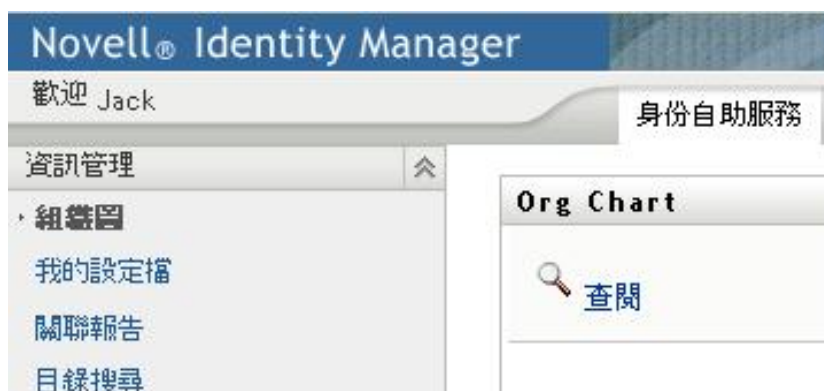 Novell® Identity Manager
歡迎 Jack
身份自助服務
資訊管理
組織圖
我的設定檔
關聯報告
目錄搜尋
Org Chart
查閱